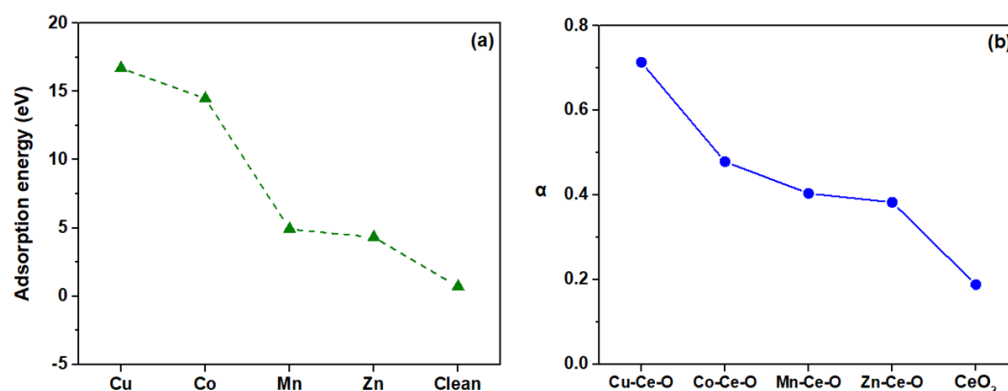 (a)
Adsorption energy (eV)
20
15
10
5
0
-5
Cu Co Mn Zn Clean
(b)
α
0.8
0.6
0.4
0.2
0.0
Cu-Ce-O Co-Ce-O Mn-Ce-O Zn-Ce-O CeO₂